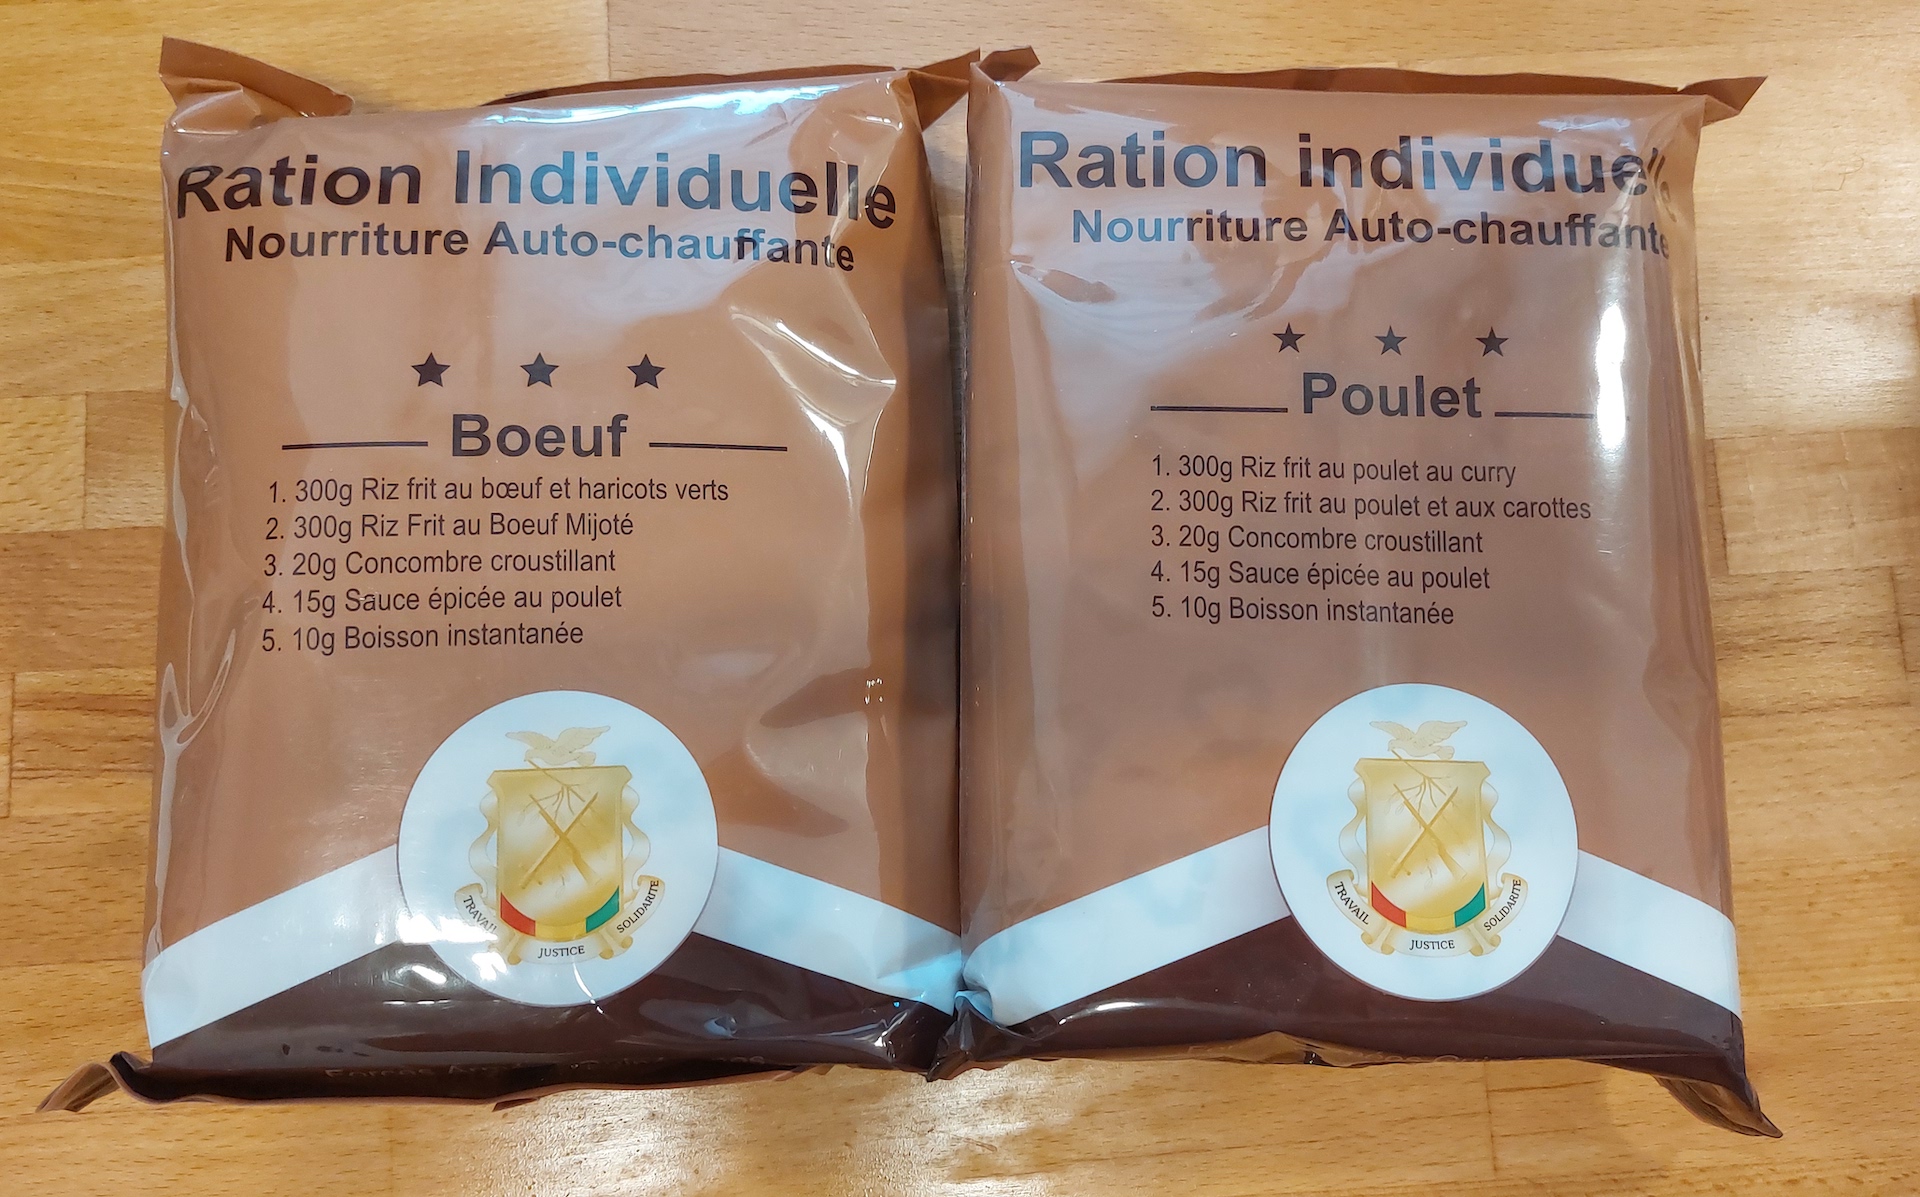 Ration Individuelle
Nourriture Auto-chauffante
Boeuf
1. 300g Riz frit au bœuf et haricots verts
2. 300g Riz Frit au Boeuf Mijoté
3. 20g Concombre croustillant
4. 15g Sauce épicée au poulet
5. 10g Boisson instantanée
TRAVAIL
JUSTICE
SOLIDARITE
Ration individuelle
Nourriture Auto-chauffante
Poulet
1. 300g Riz frit au poulet au curry
2. 300g Riz frit au poulet et aux carottes
3. 20g Concombre croustillant
4. 15g Sauce épicée au poulet
5. 10g Boisson instantanée
TRAVAIL
JUSTICE
SOLIDARITE